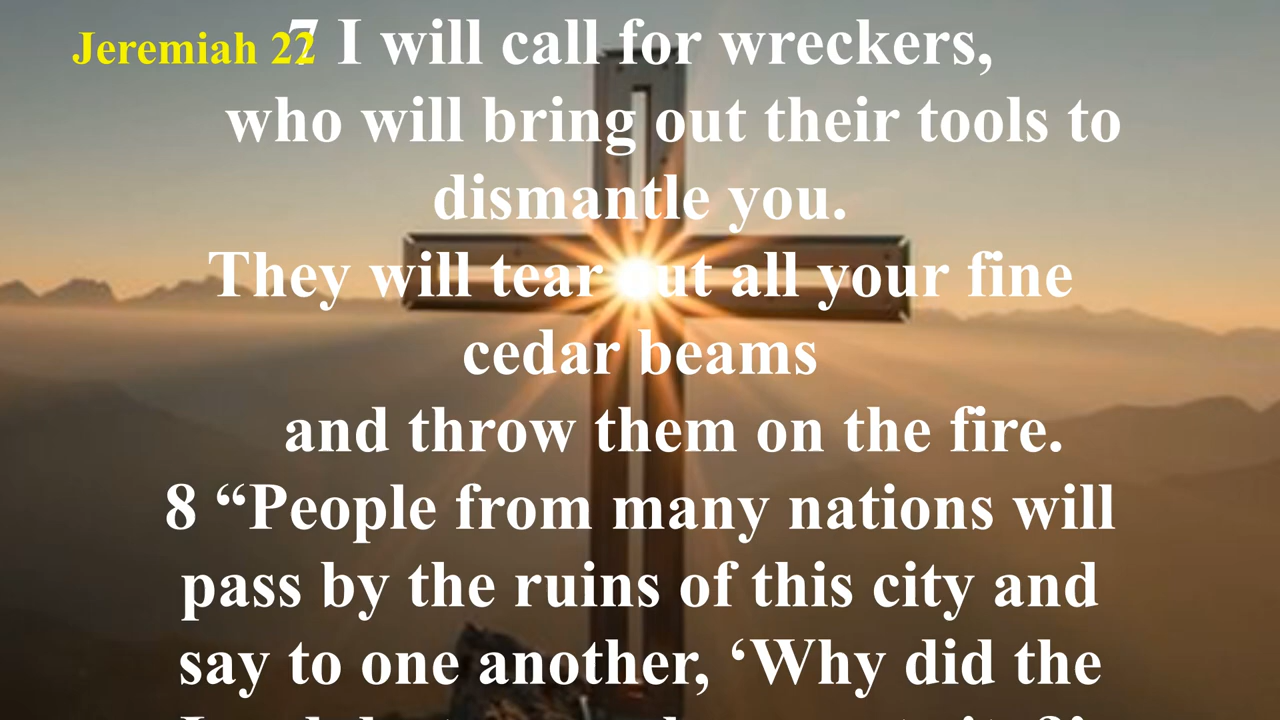 Jeremiah 22
7 I will call for wreckers,
who will bring out their tools to
dismantle you.
They will tear out all your fine
cedar beams
and throw them on the fire.
8 “People from many nations will
pass by the ruins of this city and
say to one another, ‘Why did the